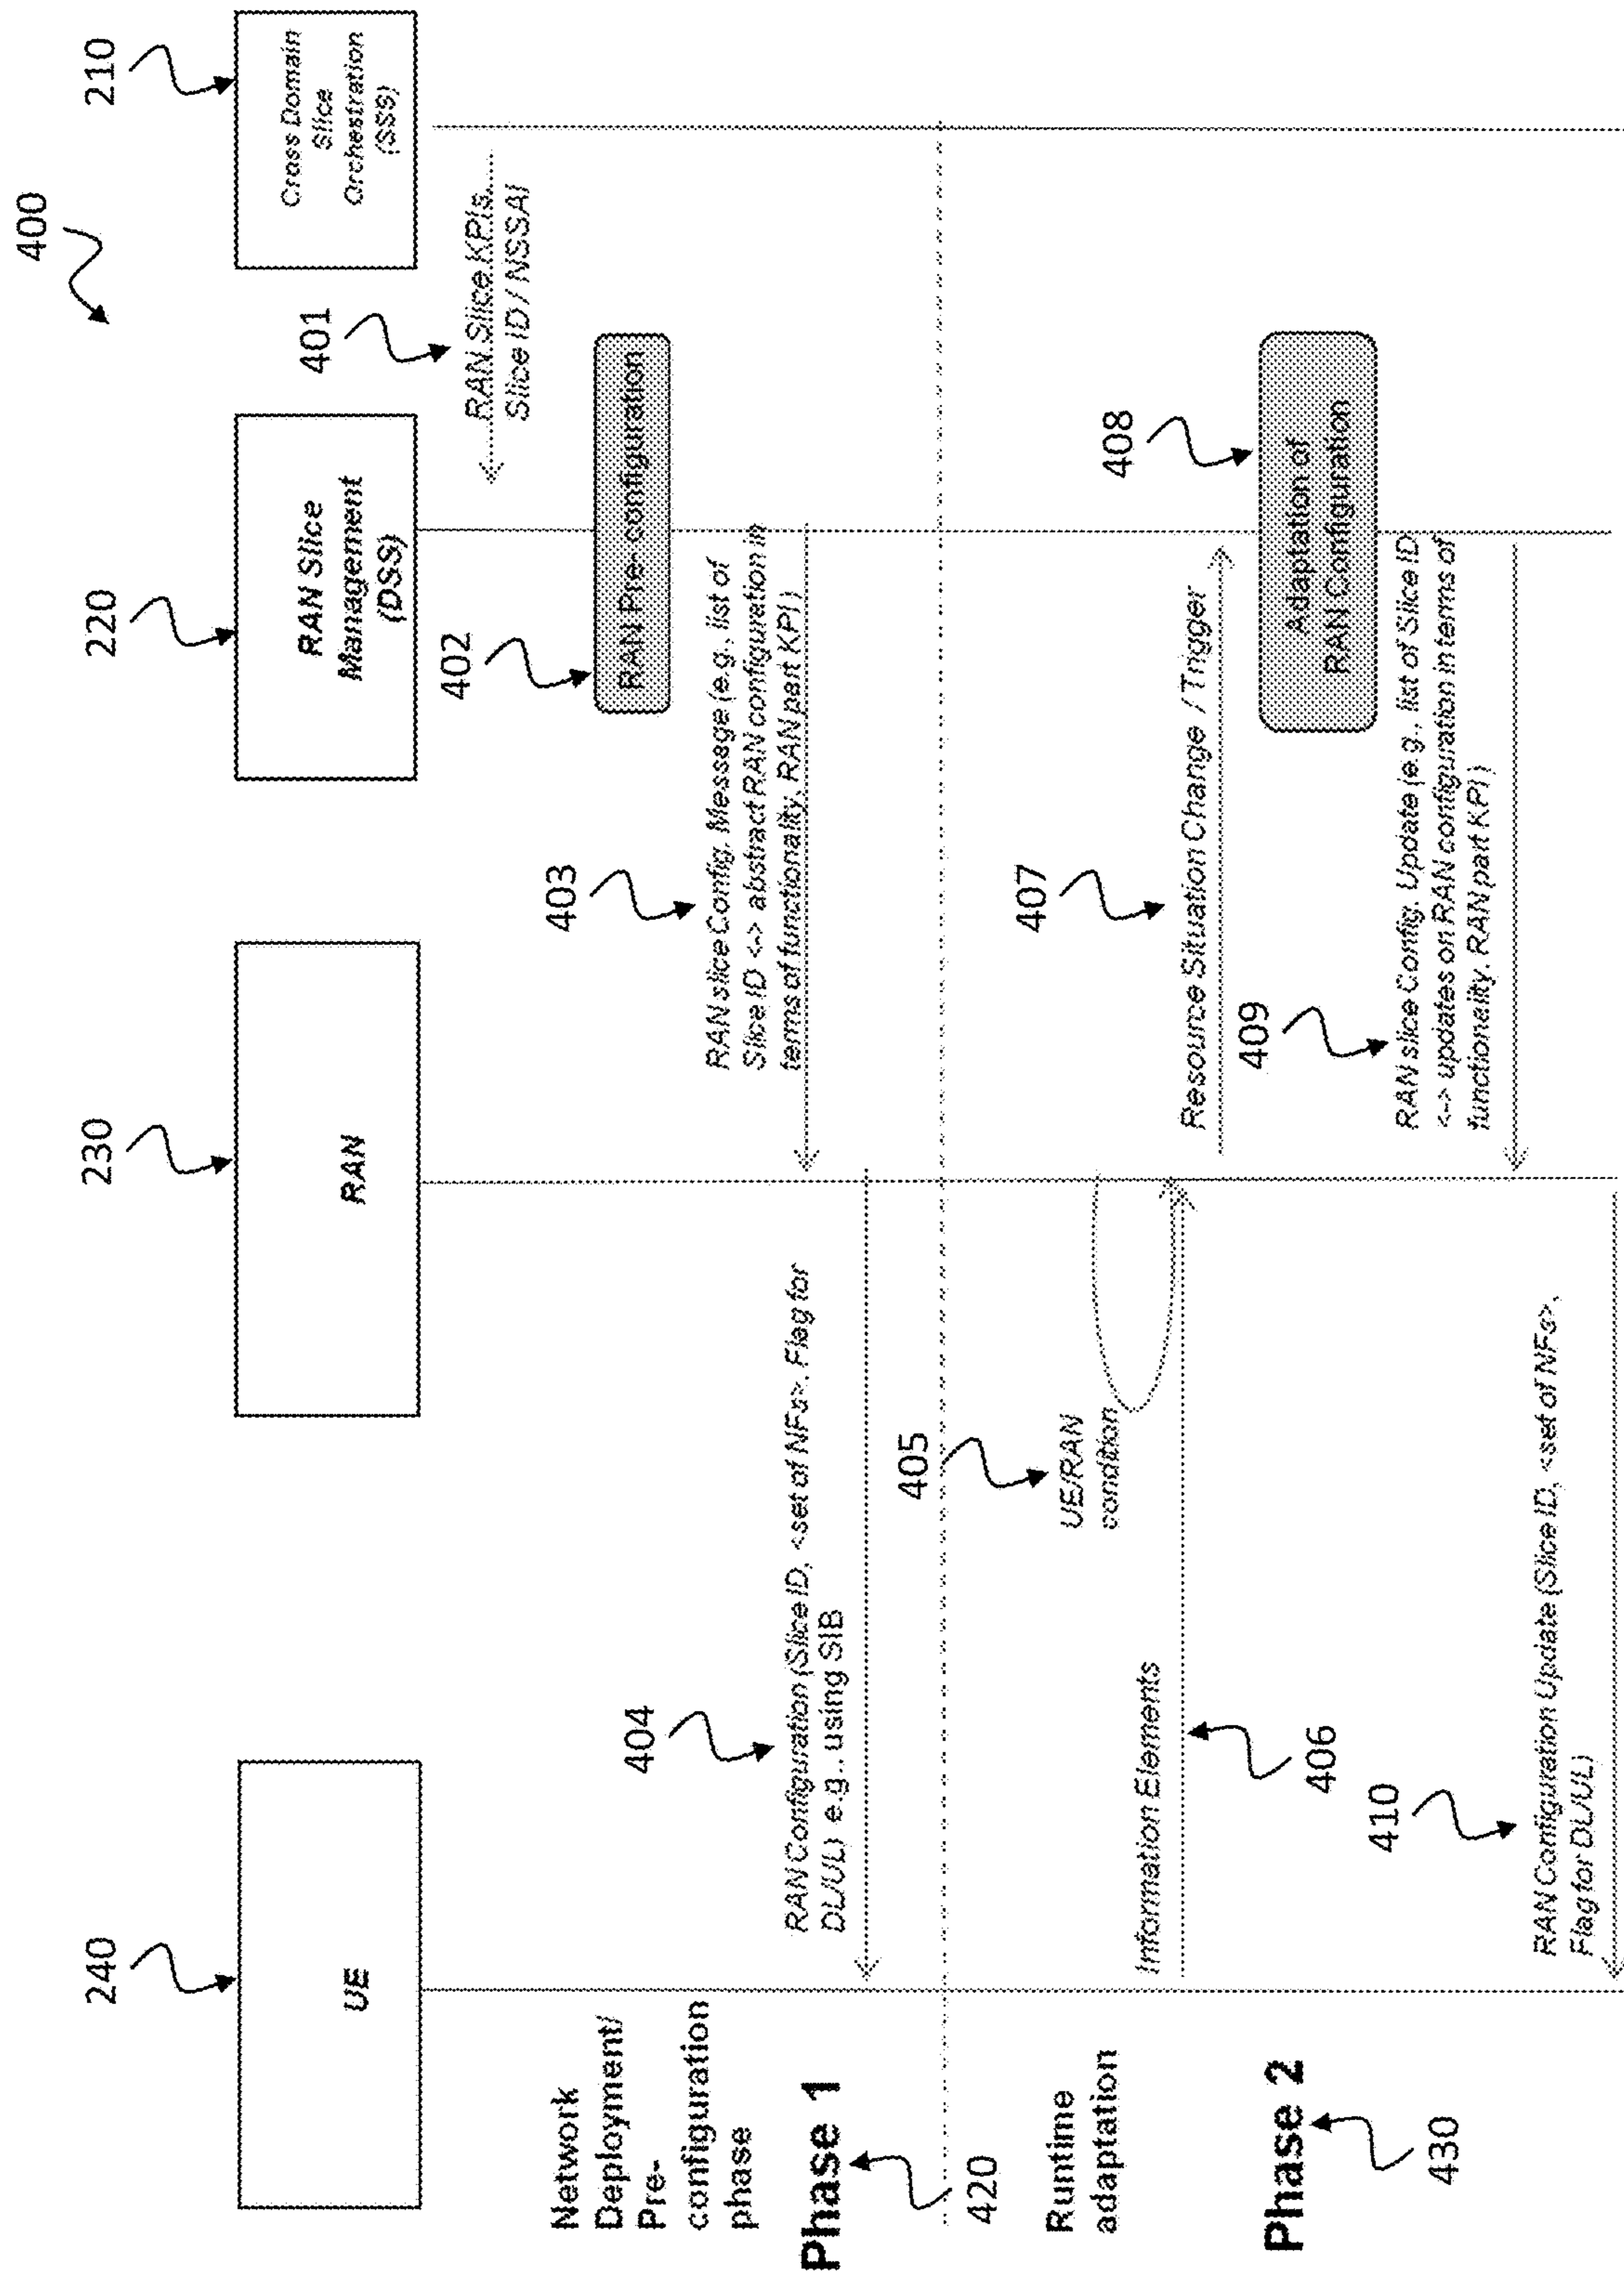 400
240
230
220
210
UE
RAN
RAN Slice
Management
(DSS)
Cross Domain
Slice
Orchestration
(SSS)
401
RAN Slice KPIs
Slice ID / NSSAI
402
RAN Pre- configuration
Network
Deployment/
Pre-
configuration
phase
Phase 1
420
403
RAN slice Config. Message (e.g., list of
Slice ID <-> abstract RAN configuration in
terms of functionality, RAN part KPI)
404
RAN Configuration (Slice ID, <set of NFs>, Flag for
DL/UL) e.g., using SIB
Runtime
adaptation
Phase 2
430
405
UE/RAN
condition
Information Elements
406
407
Resource Situation Change / Trigger
408
Adaptation of
RAN Configuration
409
RAN slice Config. Update (e.g., list of Slice ID
<-> updates on RAN configuration in terms of
functionality, RAN part KPI)
410
RAN Configuration Update (Slice ID, <set of NFs>,
Flag for DL/UL)